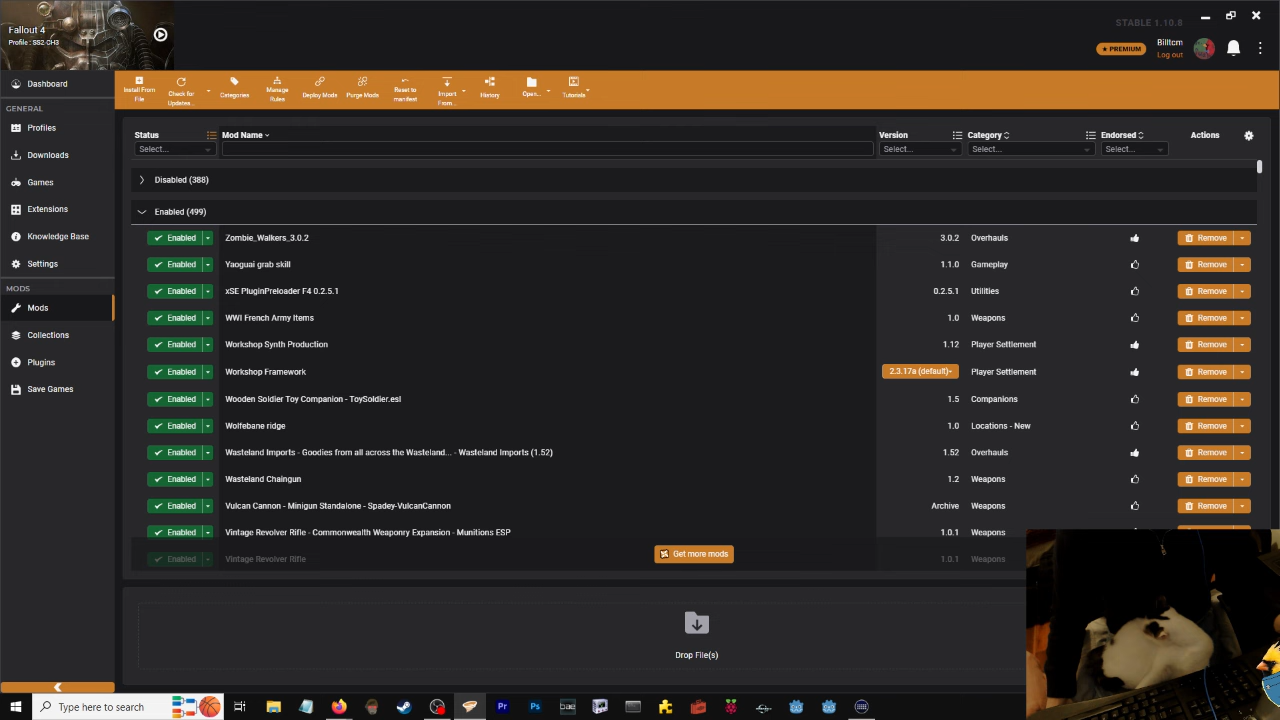 Fallout 4
Profile : SS2-CH3
STABLE 1.10.8
PREMIUM
Billtcm
Log out
Dashboard
GENERAL
Profiles
Downloads
Games
Extensions
Knowledge Base
Settings
MODS
Mods
Collections
Plugins
Save Games
Install From File
Check for Updates...
Categories
Manage Rules
Deploy Mods
Purge Mods
Reset to manifest
Import From...
History
Open...
Tutorials
Status Mod Name Version Category Endorsed Actions
Select... Select... Select... Select...
Disabled (388)
Enabled (499)
Enabled Zombie_Walkers_3.0.2 3.0.2 Overhauls Remove
Enabled Yaoguai grab skill 1.1.0 Gameplay Remove
Enabled xSE PluginPreloader F4 0.2.5.1 0.2.5.1 Utilities Remove
Enabled WWI French Army Items 1.0 Weapons Remove
Enabled Workshop Synth Production 1.12 Player Settlement Remove
Enabled Workshop Framework 2.3.17a (default) Player Settlement Remove
Enabled Wooden Soldier Toy Companion - ToySoldier.esl 1.5 Companions Remove
Enabled Wolfebane ridge 1.0 Locations - New Remove
Enabled Wasteland Imports - Goodies from all across the Wasteland... - Wasteland Imports (1.52) 1.52 Overhauls Remove
Enabled Wasteland Chaingun 1.2 Weapons Remove
Enabled Vulcan Cannon - Minigun Standalone - Spadey-VulcanCannon Archive Weapons Remove
Enabled Vintage Revolver Rifle - Commonwealth Weaponry Expansion - Munitions ESP 1.0.1 Weapons
Enabled Vintage Revolver Rifle 1.0.1 Weapons
Get more mods
Drop File(s)
Type here to search
Pr
Ps
bae